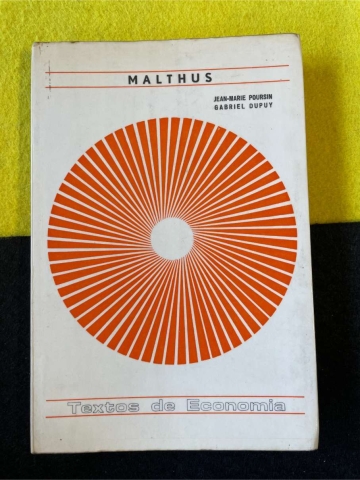 MALTHUS
JEAN-MARIE POURSIN
GABRIEL DUPUY
Textos de Economia